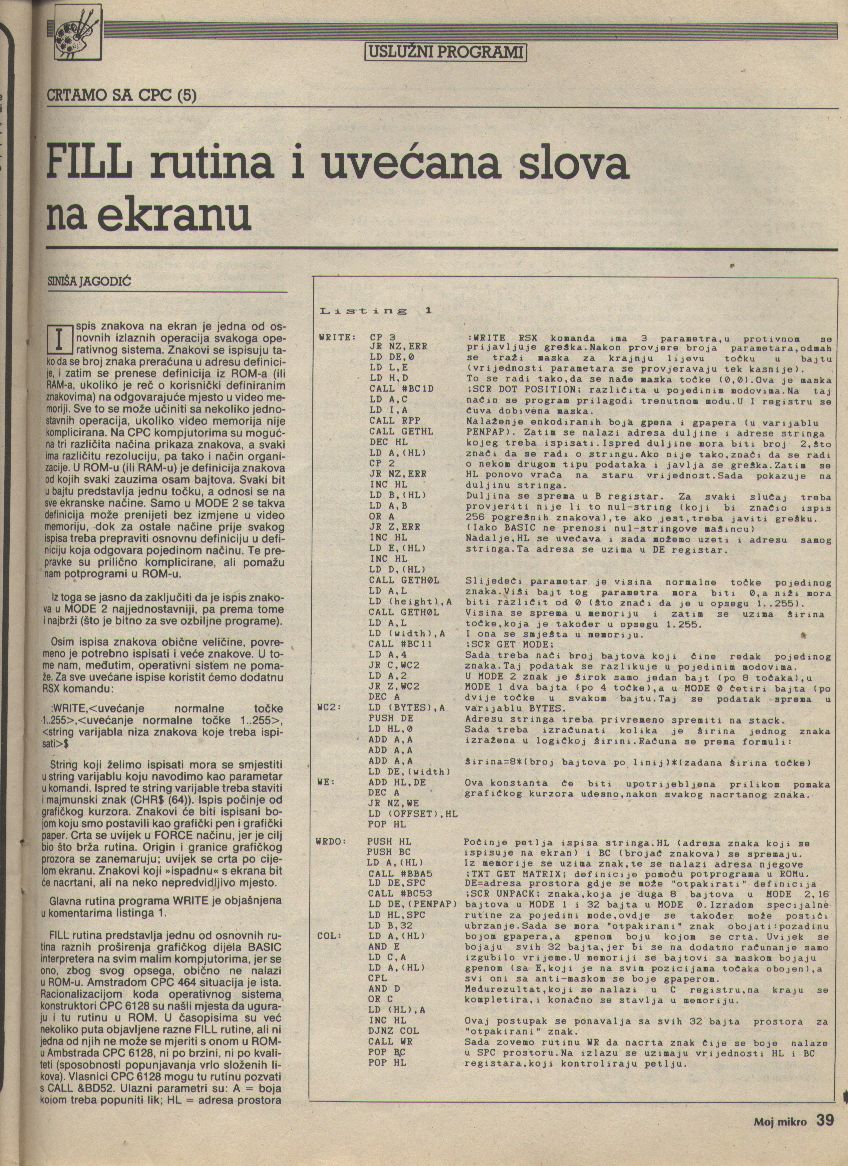 USLUŽNI PROGRAMI
CRTAMO SA CPC (5)
FILL rutina i uvećana slova
na ekranu
SINIŠA JAGODIĆ
Ispis znakova na ekran je jedna od os-
novnih izlaznih operacija svakoga ope-
rativnog sistema. Znakovi se ispisuju ta-
ko da se broj znaka preračuna u adresu definici-
je, i zatim se prenese definicija iz ROM-a (ili
RAM-a, ukoliko je reč o korisnički definiranim
znakovima) na odgovarajuće mjesto u video me-
moriji. Sve to se može učiniti sa nekoliko jedno-
stavnih operacija, ukoliko video memorija nije
komplicirana. Na CPC kompjutorima su moguć-
na tri različita načina prikaza znakova, a svaki
ima različitu rezoluciju, pa tako i način organi-
zacije. U ROM-u (ili RAM-u) je definicija znakova
od kojih svaki zauzima osam bajtova. Svaki bit
u bajtu predstavlja jednu točku, a odnosi se na
sve ekranske načine. Samo u MODE 2 se takva
definicija može prenijeti bez izmjene u video
memoriju, dok za ostale načine prije svakog
ispisa treba prepraviti osnovnu definiciju u defi-
niciju koja odgovara pojedinom načinu. Te pre-
pravke su prilično komplicirane, ali pomažu
nam potprogrami u ROM-u.
Iz toga se jasno da zaključiti da je ispis znako-
va u MODE 2 najjednostavniji, pa prema tome
i najbrži (što je bitno za sve ozbiljne programe).
Osim ispisa znakova obične veličine, povre-
meno je potrebno ispisati i veće znakove. U to-
me nam, međutim, operativni sistem ne poma-
že. Za sve uvećane ispise koristit ćemo dodatnu
RSX komandu:
:WRITE,<uvećanje normalne točke
1..255>,<uvećanje normalne točke 1..255>,
<string varijabla niza znakova koje treba ispi-
sati>$
String koji želimo ispisati mora se smjestiti
u string varijablu koju navodimo kao parametar
u komandi. Ispred te string varijable treba staviti
i majmunski znak (CHR$ (64)). Ispis počinje od
grafičkog kurzora. Znakovi će biti ispisani bo-
jom koju smo postavili kao grafički pen i grafički
paper. Crta se uvijek u FORCE načinu, jer je cilj
bio što brža rutina. Origin i granice grafičkog
prozora se zanemaruju; uvijek se crta po cije-
lom ekranu. Znakovi koji »ispadnu« s ekrana bit
će nacrtani, ali na neko nepredvidljivo mjesto.
Glavna rutina programa WRITE je objašnjena
u komentarima listinga 1.
FILL rutina predstavlja jednu od osnovnih ru-
tina raznih proširenja grafičkog dijela BASIC
interpretera na svim malim kompjutorima, jer se
ono, zbog svog opsega, obično ne nalazi
u ROM-u. Amstradom CPC 464 situacija je ista.
Racionalizacijom koda operativnog sistema
konstruktori CPC 6128 su našli mjesta da ugura-
ju i tu rutinu u ROM. U časopisima su već
nekoliko puta objavljene razne FILL rutine, ali ni
jedna od njih ne može se mjeriti s onom u ROM-
u Ambstrada CPC 6128, ni po brzini, ni po kvali-
teti (sposobnosti popunjavanja vrlo složenih li-
kova). Vlasnici CPC 6128 mogu tu rutinu pozvati
s CALL &BD52. Ulazni parametri su: A = boja
kojom treba popuniti lik; HL = adresa prostora
Listing 1
WRITE: CP 3 :WRITE RSX komanda ima 3 parametra,u protivnom se
JR NZ,ERR prijavljuje greška.Nakon provjere broja parametara,odmah
LD DE,0 se traži maska za krajnju lijevu točku u bajtu
LD L,E (vrijednosti parametara se provjeravaju tek kasnije).
LD H,D To se radi tako,da se nađe maska točke (0,0).Ova je maska
CALL #BC1D ;SCR DOT POSITION; različita u pojedinim modovima.Na taj
LD A,C način se program prilagodi trenutnom modu.U I registru se
LD I,A čuva dobivena maska.
CALL RPP Nalaženje enkodiranih boja gpena i gpapera (u varijablu
CALL GETHL PENPAP). Zatim se nalazi adresa duljine i adrese stringa
DEC HL kojeg treba ispisati.Ispred duljine mora biti broj 2,što
LD A,(HL) znači da se radi o stringu.Ako nije tako,znači da se radi
CP 2 o nekom drugom tipu podataka i javlja se greška.Zatim se
JR NZ,ERR HL ponovo vraća na staru vrijednost.Sada pokazuje na
INC HL duljinu stringa.
LD B,(HL) Duljina se sprema u B registar. Za svaki slučaj treba
LD A,B provjeriti nije li to nul-string (koji bi značio ispis
OR A 256 pogrešnih znakova),te ako jest,treba javiti grešku.
JR Z,ERR (Iako BASIC ne prenosi nul-stringove mašincu)
INC HL Nadalje,HL se uvećava i sada možemo uzeti i adresu samog
LD E,(HL) stringa.Ta adresa se uzima u DE registar.
INC HL
LD D,(HL)
CALL GETH0L Slijedeći parametar je visina normalne točke pojedinog
LD A,L znaka.Viši bajt tog parametra mora biti 0,a niži mora
LD (height),A biti različit od 0 (što znači da je u opsegu 1..255).
CALL GETH0L Visina se sprema u memoriju i zatim se uzima širina
LD A,L točke,koja je također u opsegu 1.255.
LD (width),A I ona se smješta u memoriju.
CALL #BC11 :SCR GET MODE;
LD A,4 Sada treba naći broj bajtova koji čine redak pojedinog
JR C,WC2 znaka.Taj podatak se razlikuje u pojedinim modovima.
LD A,2 U MODE 2 znak je širok samo jedan bajt (po 8 točaka),u
JR Z,WC2 MODE 1 dva bajta (po 4 točke),a u MODE 0 četiri bajta (po
DEC A dvije točke u svakom bajtu.Taj se podatak sprema u
WC2: LD (BYTES),A varijablu BYTES.
PUSH DE Adresu stringa treba privremeno spremiti na stack.
LD HL,0 Sada treba izračunati kolika je širina jednog znaka
ADD A,A izražena u logičkoj širini.Računa se prema formuli:
ADD A,A
ADD A,A širina=8*(broj bajtova po linij)*(zadana širina točke)
LD DE,(width)
WE: ADD HL,DE Ova konstanta će biti upotrijebljena prilikom pomaka
DEC A grafičkog kurzora udesno,nakon svakog nacrtanog znaka.
JR NZ,WE
LD (OFFSET),HL
POP HL
WRDO: PUSH HL Počinje petlja ispisa stringa.HL (adresa znaka koji se
PUSH BC ispisuje na ekran) i BC (brojač znakova) se spremaju.
LD A,(HL) Iz memorije se uzima znak,te se nalazi adresa njegove
CALL #BBA5 :TXT GET MATRIX; definicije pomoću potprograma u ROMu.
LD DE,SPC DE=adresa prostora gdje se može "otpakirati" definicija
CALL #BC53 :SCR UNPACK; znaka,koja je duga 8 bajtova u MODE 2,16
LD DE,(PENPAP) bajtova u MODE 1 i 32 bajta u MODE 0.Izradom specijalne
LD HL,SPC rutine za pojedini mode,ovdje se također može postići
LD B,32 ubrzanje.Sada se mora "otpakirani" znak obojati:pozadinu
COL: LD A,(HL) bojom gpapera,a gpenom boju kojom se crta. Uvijek se
AND E bojaju svih 32 bajta,jer bi se na dodatno računanje samo
LD C,A izgubilo vrijeme.U memoriji se bajtovi sa maskom bojaju
LD A,(HL) gpenom (sa E,koji je na svim pozicijama točaka obojen),a
CPL svi oni sa anti-maskom se boje gpaperom.
AND D Međurezultat,koji se nalazi u C registru,na kraju se
OR C kompletira,i konačno se stavlja u memoriju.
LD (HL),A
INC HL Ovaj postupak se ponavalja sa svih 32 bajta prostora za
DJNZ COL "otpakirani" znak.
CALL WR Sada zovemo rutinu WR da nacrta znak čije se boje nalaze
POP BC u SPC prostoru.Na izlazu se uzimaju vrijednosti HL i BC
POP HL registara,koji kontroliraju petlju.
Moj mikro 39